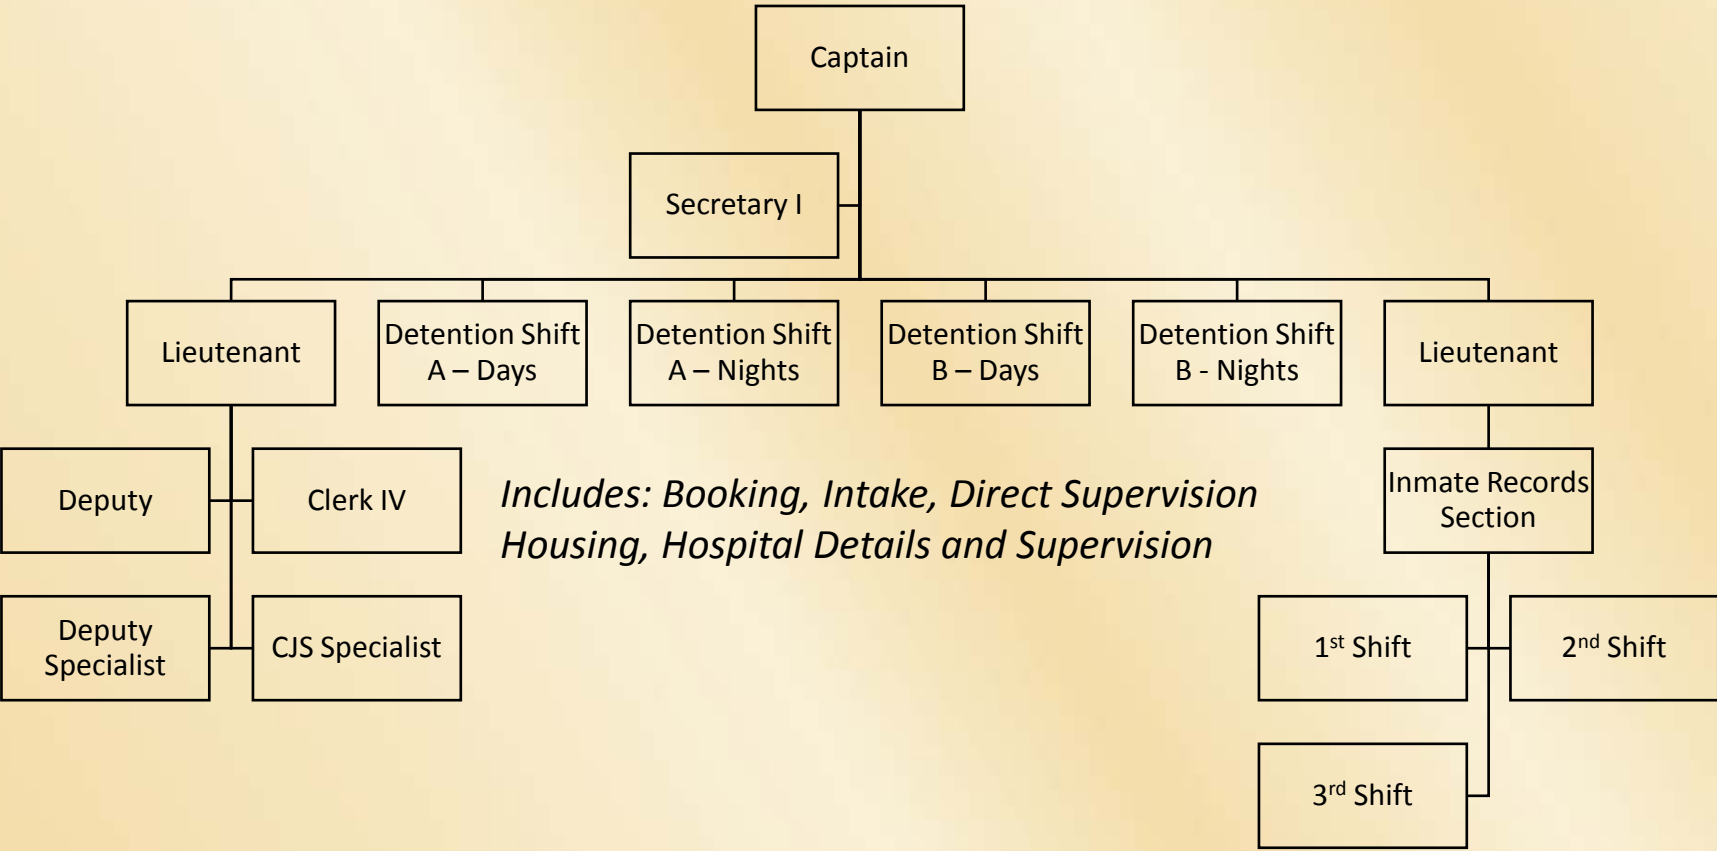 Captain
Secretary I
Lieutenant
Detention Shift
A – Days
Detention Shift
A – Nights
Detention Shift
B – Days
Detention Shift
B - Nights
Lieutenant
Deputy
Clerk IV
Includes: Booking, Intake, Direct Supervision
Housing, Hospital Details and Supervision
Inmate Records
Section
Deputy
Specialist
CJS Specialist
1st Shift
2nd Shift
3rd Shift